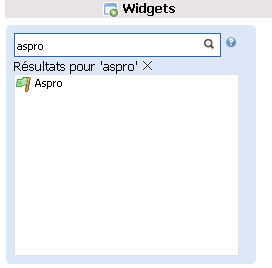 Widgets
aspro
Résultats pour 'aspro'
Aspro